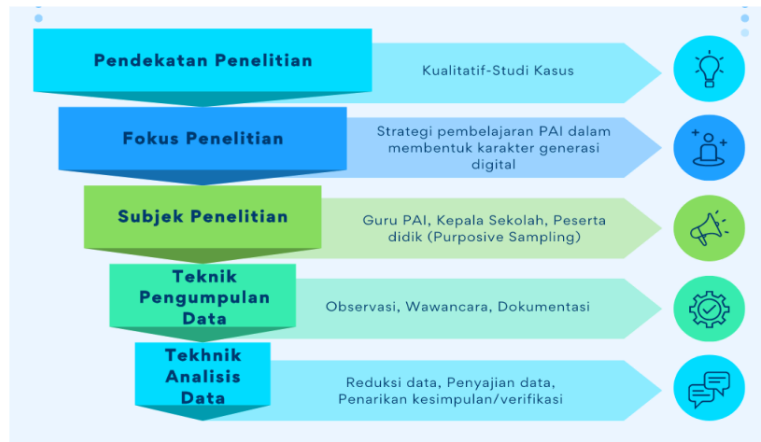 Pendekatan Penelitian
Kualitatif-Studi Kasus
Fokus Penelitian
Strategi pembelajaran PAI dalam
membentuk karakter generasi
digital
Subjek Penelitian
Guru PAI, Kepala Sekolah, Peserta
didik (Purposive Sampling)
Teknik
Pengumpulan
Data
Observasi, Wawancara, Dokumentasi
Tekhnik
Analisis
Data
Reduksi data, Penyajian data,
Penarikan kesimpulan/verifikasi